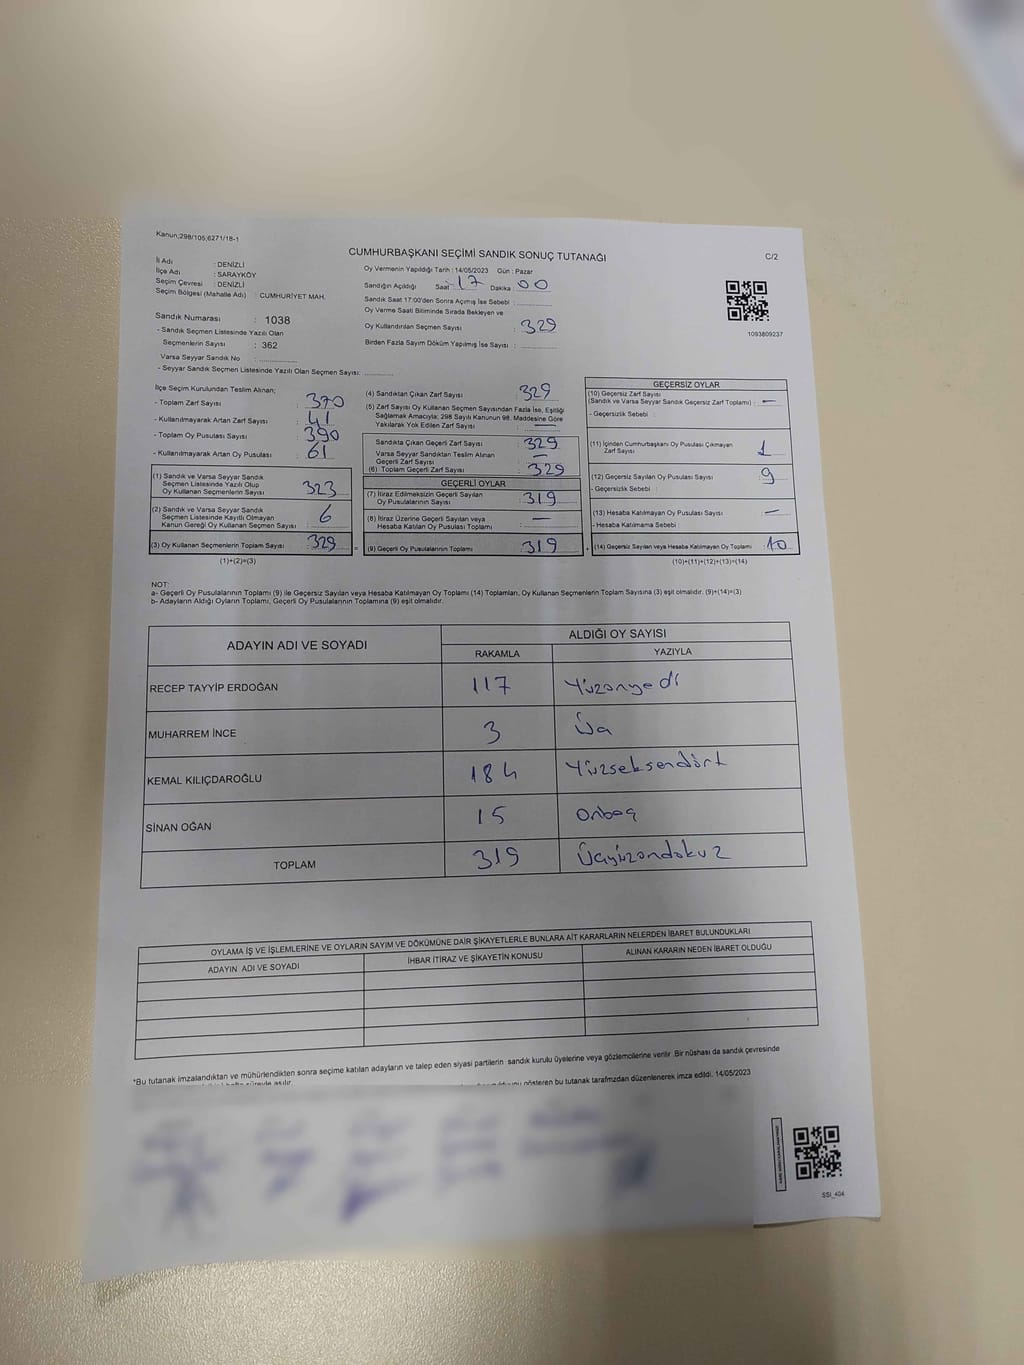 Kanun;298/105;6271/18-1
CUMHURBAŞKANI SEÇİMİ SANDIK SONUÇ TUTANAĞI
C/2
İl Adı : DENİZLİ
İlçe Adı : SARAYKÖY
Seçim Çevresi : DENİZLİ
Seçim Bölgesi (Mahalle Adı) : CUMHURİYET MAH.
Sandık Numarası : 1038
- Sandık Seçmen Listesinde Yazılı Olan
Seçmenlerin Sayısı : 362
Varsa Seyyar Sandık No :
- Seyyar Sandık Seçmen Listesinde Yazılı Olan Seçmen Sayısı:
Oy Vermenin Yapıldığı Tarih : 14/05/2023 Gün : Pazar
Sandığın Açıldığı Saat : 17 Dakika : 00
Sandık Saat 17:00'den Sonra Açımış İse Sebebi :
Oy Verme Saati Bitiminde Sırada Bekleyen ve
Oy Kullandırılan Seçmen Sayısı : 329
Birden Fazla Sayım Döküm Yapılmış İse Sayısı :
1093809237
İlçe Seçim Kurulundan Teslim Alınan;
- Toplam Zarf Sayısı : 370
- Kullanılmayarak Artan Zarf Sayısı : 41
- Toplam Oy Pusulası Sayısı : 390
- Kullanılmayarak Artan Oy Pusulası : 61
(1) Sandık ve Varsa Seyyar Sandık
Seçmen Listesinde Yazılı Olup
Oy Kullanan Seçmenlerin Sayısı : 323
(2) Sandık ve Varsa Seyyar Sandık
Seçmen Listesinde Kayıtlı Olmayan
Kanun Gereği Oy Kullanan Seçmen Sayısı : 6
(3) Oy Kullanan Seçmenlerin Toplam Sayısı : 329
(1)+(2)=(3)
(4) Sandıktan Çıkan Zarf Sayısı : 329
(5) Zarf Sayısı Oy Kullanan Seçmen Sayısından Fazla İse, Eşitliği
Sağlamak Amacıyla; 298 Sayılı Kanunun 98. Maddesine Göre
Yakılarak Yok Edilen Zarf Sayısı : —
Sandıkta Çıkan Geçerli Zarf Sayısı : 329
Varsa Seyyar Sandıktan Teslim Alınan
Geçerli Zarf Sayısı : —
(6) Toplam Geçerli Zarf Sayısı : 329
GEÇERLİ OYLAR
(7) İtiraz Edilmeksizin Geçerli Sayılan
Oy Pusulalarının Sayısı : 319
(8) İtiraz Üzerine Geçerli Sayılan veya
Hesaba Katılan Oy Pusulası Toplamı : —
= (9) Geçerli Oy Pusulalarının Toplamı : 319
GEÇERSİZ OYLAR
(10) Geçersiz Zarf Sayısı
(Sandık ve Varsa Seyyar Sandık Geçersiz Zarf Toplamı) : —
- Geçersizlik Sebebi :
(11) İçinden Cumhurbaşkanı Oy Pusulası Çıkmayan
Zarf Sayısı : 1
(12) Geçersiz Sayılan Oy Pusulası Sayısı : 9
- Geçersizlik Sebebi :
(13) Hesaba Katılmayan Oy Pusulası Sayısı : —
- Hesaba Katılmama Sebebi :
+ (14) Geçersiz Sayılan veya Hesaba Katılmayan Oy Toplamı : 10
(10)+(11)+(12)+(13)=(14)
NOT:
a- Geçerli Oy Pusulalarının Toplamı (9) ile Geçersiz Sayılan veya Hesaba Katılmayan Oy Toplamı (14) Toplamları, Oy Kullanan Seçmenlerin Toplam Sayısına (3) eşit olmalıdır. (9)+(14)=(3)
b- Adayların Aldığı Oyların Toplamı, Geçerli Oy Pusulalarının Toplamına (9) eşit olmalıdır.
ADAYIN ADI VE SOYADI
ALDIĞI OY SAYISI
RAKAMLA YAZIYLA
RECEP TAYYİP ERDOĞAN 117 Yüzonyedi
MUHARREM İNCE 3 Üç
KEMAL KILIÇDAROĞLU 184 Yüzseksendört
SİNAN OĞAN 15 Onbeş
TOPLAM 319 Üçyüzondokuz
OYLAMA İŞ VE İŞLEMLERİNE VE OYLARIN SAYIM VE DÖKÜMÜNE DAİR ŞİKAYETLERLE BUNLARA AİT KARARLARIN NELERDEN İBARET BULUNDUKLARI
ADAYIN ADI VE SOYADI İHBAR İTİRAZ VE ŞİKAYETİN KONUSU ALINAN KARARIN NEDEN İBARET OLDUĞU
*Bu tutanak imzalandıktan ve mühürlendikten sonra seçime katılan adayların ve talep eden siyasi partilerin sandık kurulu üyelerine veya gözlemcilerine verilir. Bir nüshası da sandık çevresinde
hafta süreyle asılır.
gösteren bu tutanak tarafımızdan düzenlenerek imza edildi. 14/05/2023
SSI_404